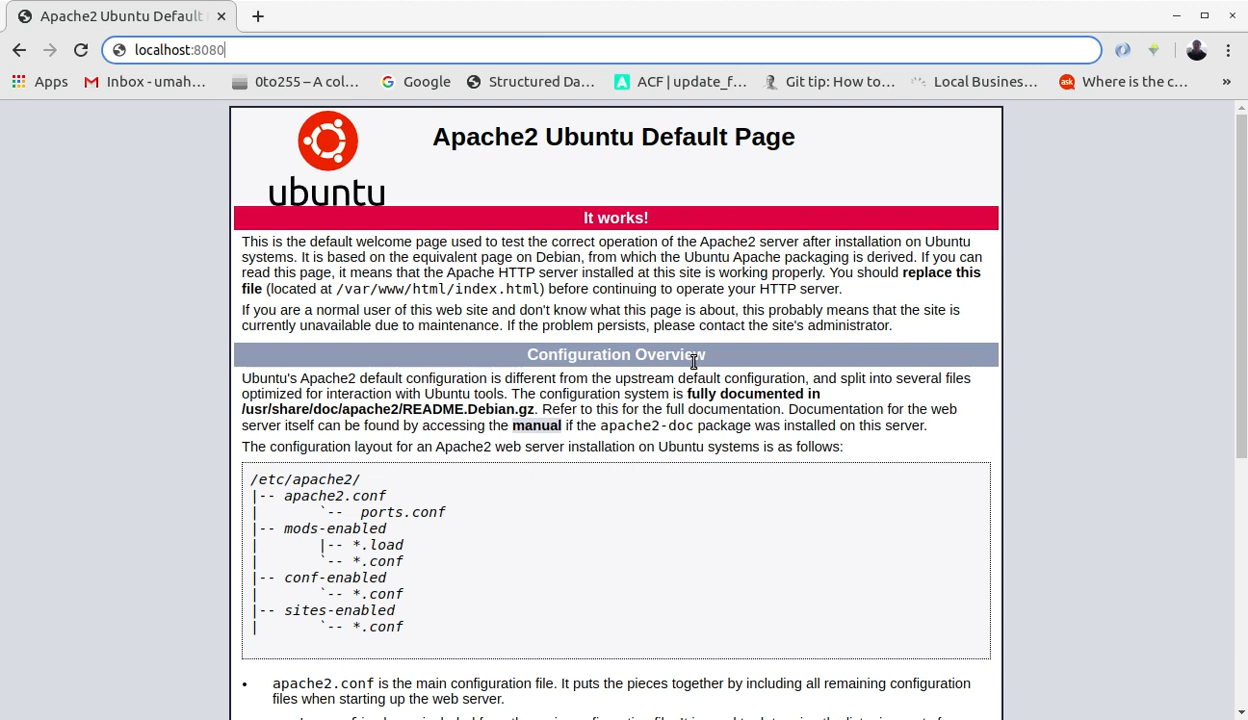 Apache2 Ubuntu Default
localhost:8080
Apps Inbox - umah... 0to255 – A col... Google Structured Da... ACF | update_f... Git tip: How to... Local Business... ask Where is the c... »
ubuntu
Apache2 Ubuntu Default Page
It works!
This is the default welcome page used to test the correct operation of the Apache2 server after installation on Ubuntu
systems. It is based on the equivalent page on Debian, from which the Ubuntu Apache packaging is derived. If you can
read this page, it means that the Apache HTTP server installed at this site is working properly. You should replace this
file (located at /var/www/html/index.html) before continuing to operate your HTTP server.
If you are a normal user of this web site and don't know what this page is about, this probably means that the site is
currently unavailable due to maintenance. If the problem persists, please contact the site's administrator.
Configuration Overview
Ubuntu's Apache2 default configuration is different from the upstream default configuration, and split into several files
optimized for interaction with Ubuntu tools. The configuration system is fully documented in
/usr/share/doc/apache2/README.Debian.gz. Refer to this for the full documentation. Documentation for the web
server itself can be found by accessing the manual if the apache2-doc package was installed on this server.
The configuration layout for an Apache2 web server installation on Ubuntu systems is as follows:
/etc/apache2/
|-- apache2.conf
|       `--  ports.conf
|-- mods-enabled
|       |-- *.load
|       `-- *.conf
|-- conf-enabled
|       `-- *.conf
|-- sites-enabled
|       `-- *.conf
• apache2.conf is the main configuration file. It puts the pieces together by including all remaining configuration
files when starting up the web server.